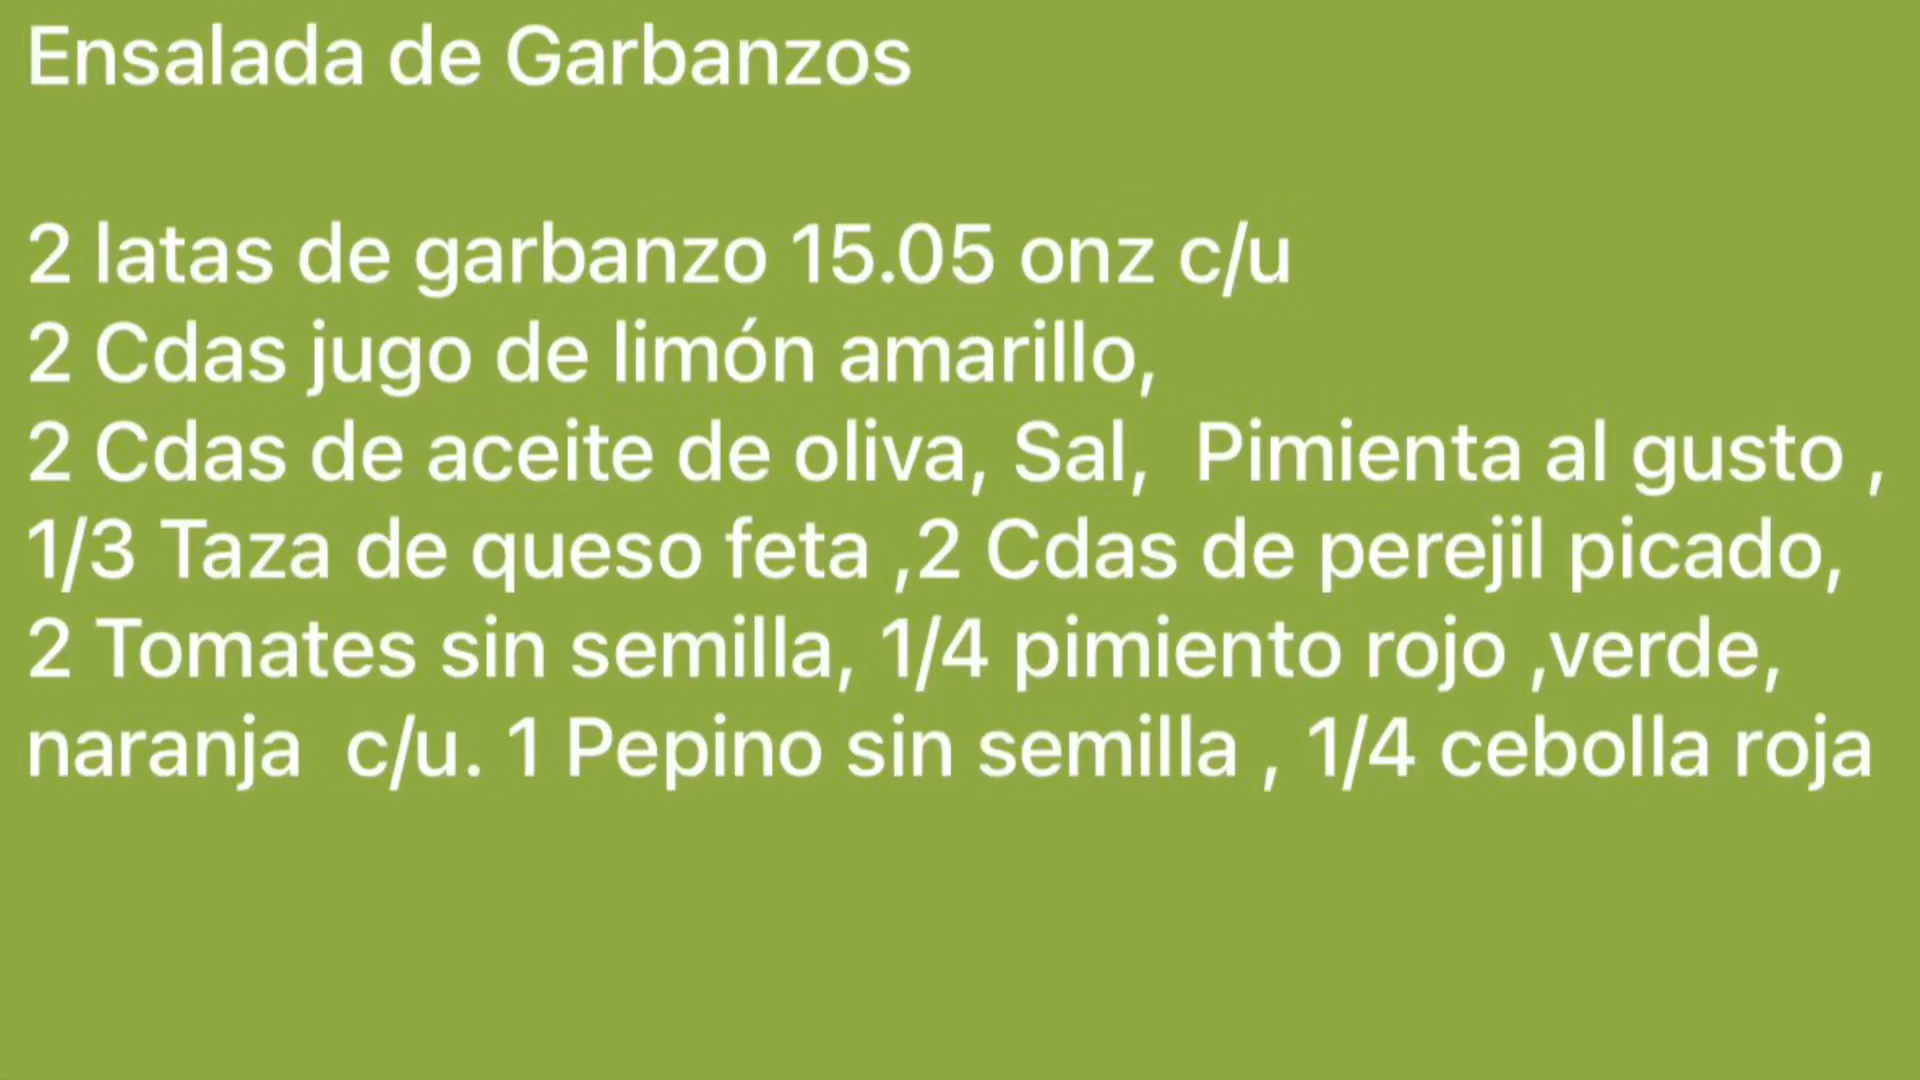 Ensalada de Garbanzos
2 latas de garbanzo 15.05 onz c/u
2 Cdas jugo de limón amarillo,
2 Cdas de aceite de oliva, Sal,  Pimienta al gusto ,
1/3 Taza de queso feta ,2 Cdas de perejil picado,
2 Tomates sin semilla, 1/4 pimiento rojo ,verde,
naranja  c/u. 1 Pepino sin semilla , 1/4 cebolla roja